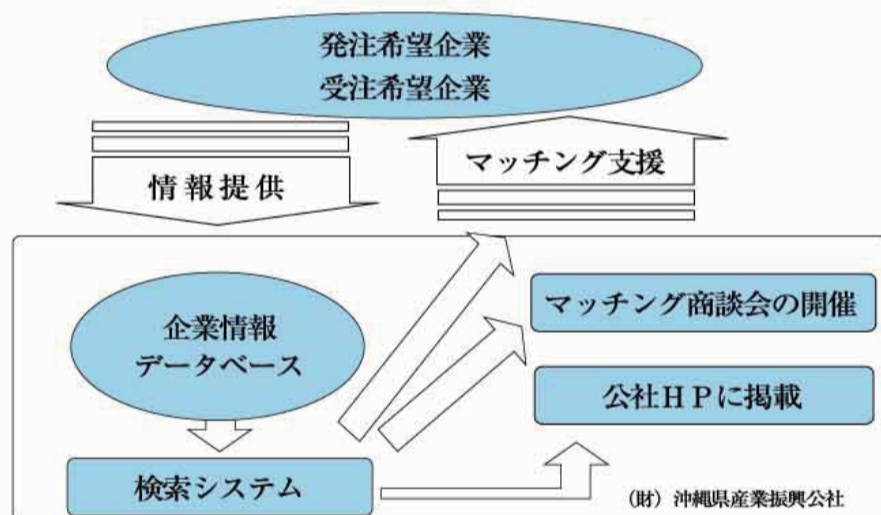 発注希望企業
受注希望企業
情報提供
マッチング支援
企業情報
データベース
マッチング商談会の開催
公社HPに掲載
検索システム
(財)沖縄県産業振興公社